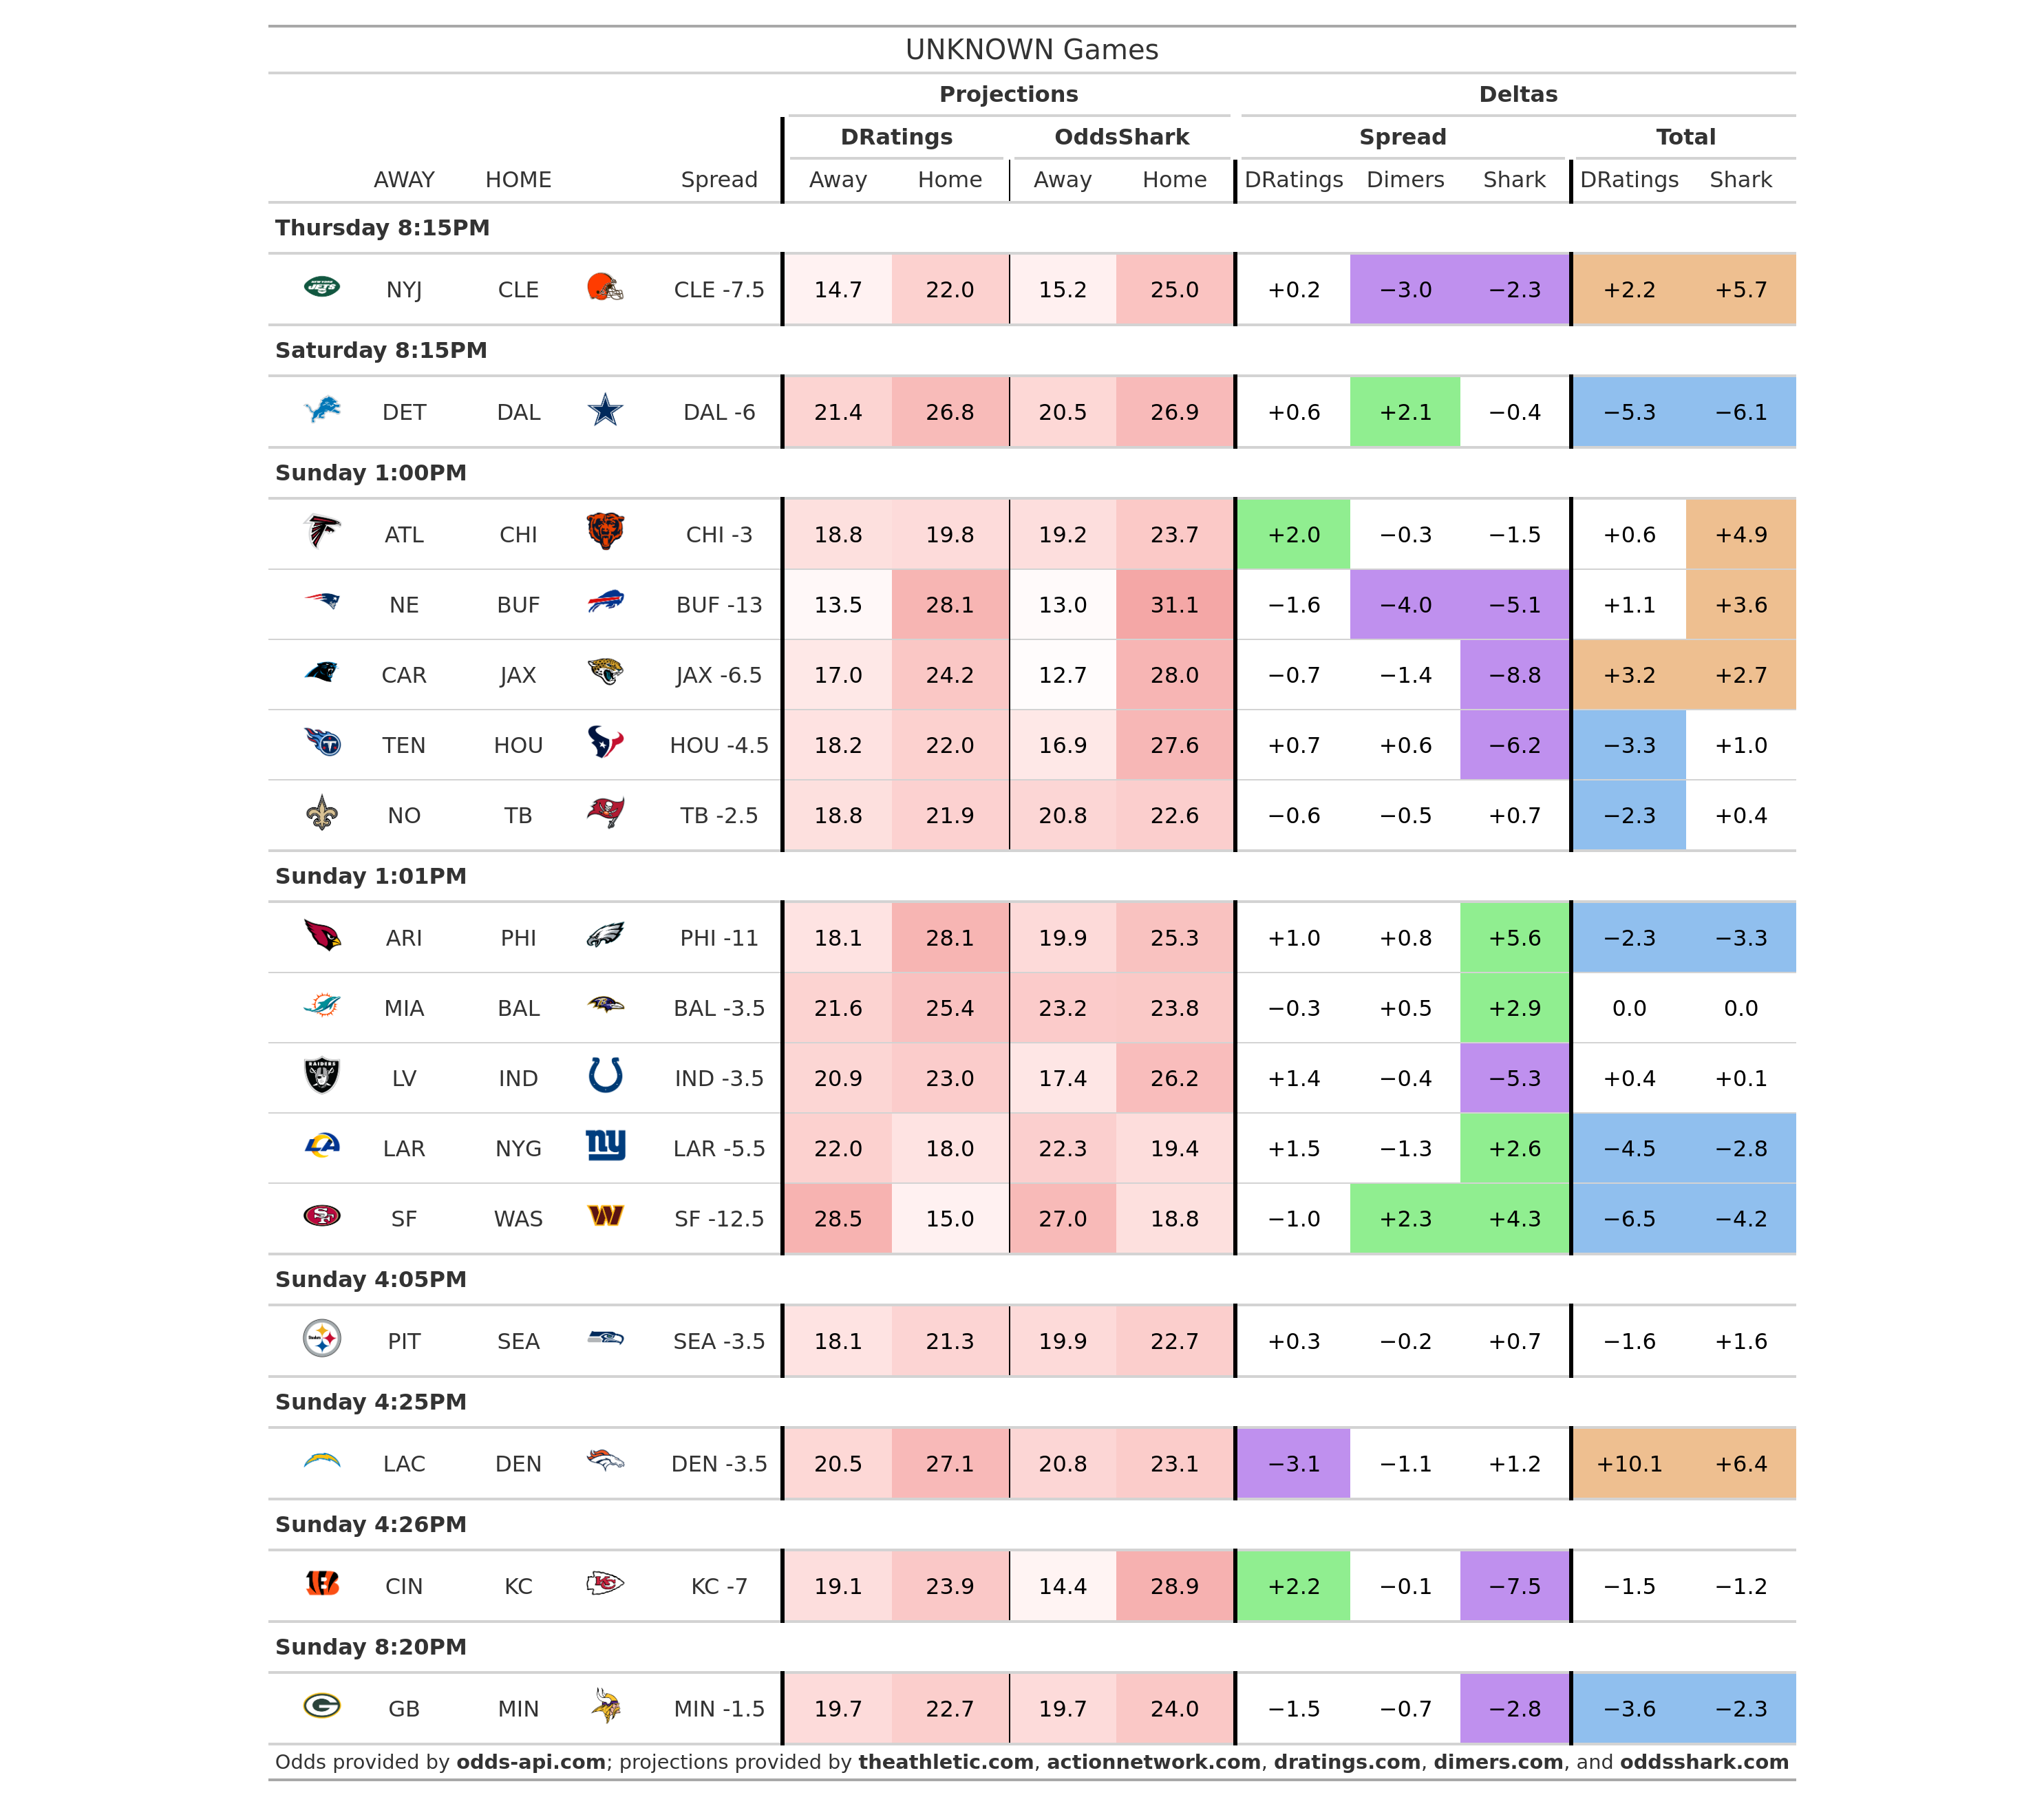 UNKNOWN Games
Projections Deltas
DRatings OddsShark Spread Total
AWAY HOME Spread Away Home Away Home DRatings Dimers Shark DRatings Shark
Thursday 8:15PM
NYJ CLE CLE -7.5 14.7 22.0 15.2 25.0 +0.2 −3.0 −2.3 +2.2 +5.7
Saturday 8:15PM
DET DAL DAL -6 21.4 26.8 20.5 26.9 +0.6 +2.1 −0.4 −5.3 −6.1
Sunday 1:00PM
ATL CHI CHI -3 18.8 19.8 19.2 23.7 +2.0 −0.3 −1.5 +0.6 +4.9
NE BUF BUF -13 13.5 28.1 13.0 31.1 −1.6 −4.0 −5.1 +1.1 +3.6
CAR JAX JAX -6.5 17.0 24.2 12.7 28.0 −0.7 −1.4 −8.8 +3.2 +2.7
TEN HOU HOU -4.5 18.2 22.0 16.9 27.6 +0.7 +0.6 −6.2 −3.3 +1.0
NO TB TB -2.5 18.8 21.9 20.8 22.6 −0.6 −0.5 +0.7 −2.3 +0.4
Sunday 1:01PM
ARI PHI PHI -11 18.1 28.1 19.9 25.3 +1.0 +0.8 +5.6 −2.3 −3.3
MIA BAL BAL -3.5 21.6 25.4 23.2 23.8 −0.3 +0.5 +2.9 0.0 0.0
LV IND IND -3.5 20.9 23.0 17.4 26.2 +1.4 −0.4 −5.3 +0.4 +0.1
LAR NYG LAR -5.5 22.0 18.0 22.3 19.4 +1.5 −1.3 +2.6 −4.5 −2.8
SF WAS SF -12.5 28.5 15.0 27.0 18.8 −1.0 +2.3 +4.3 −6.5 −4.2
Sunday 4:05PM
PIT SEA SEA -3.5 18.1 21.3 19.9 22.7 +0.3 −0.2 +0.7 −1.6 +1.6
Sunday 4:25PM
LAC DEN DEN -3.5 20.5 27.1 20.8 23.1 −3.1 −1.1 +1.2 +10.1 +6.4
Sunday 4:26PM
CIN KC KC -7 19.1 23.9 14.4 28.9 +2.2 −0.1 −7.5 −1.5 −1.2
Sunday 8:20PM
GB MIN MIN -1.5 19.7 22.7 19.7 24.0 −1.5 −0.7 −2.8 −3.6 −2.3
Odds provided by odds-api.com; projections provided by theathletic.com, actionnetwork.com, dratings.com, dimers.com, and oddsshark.com